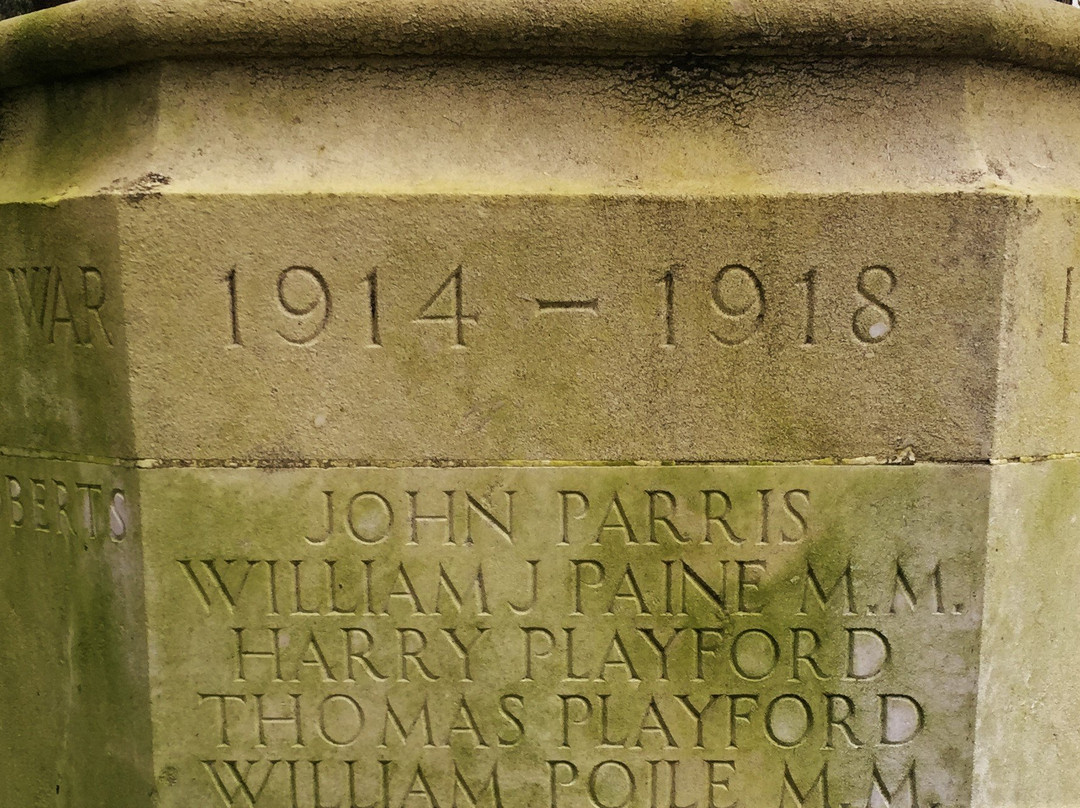 WAR
1914 – 1918
BERTS
JOHN PARRIS
WILLIAM J PAINE M.M.
HARRY PLAYFORD
THOMAS PLAYFORD
WILLIAM POILE M.M.